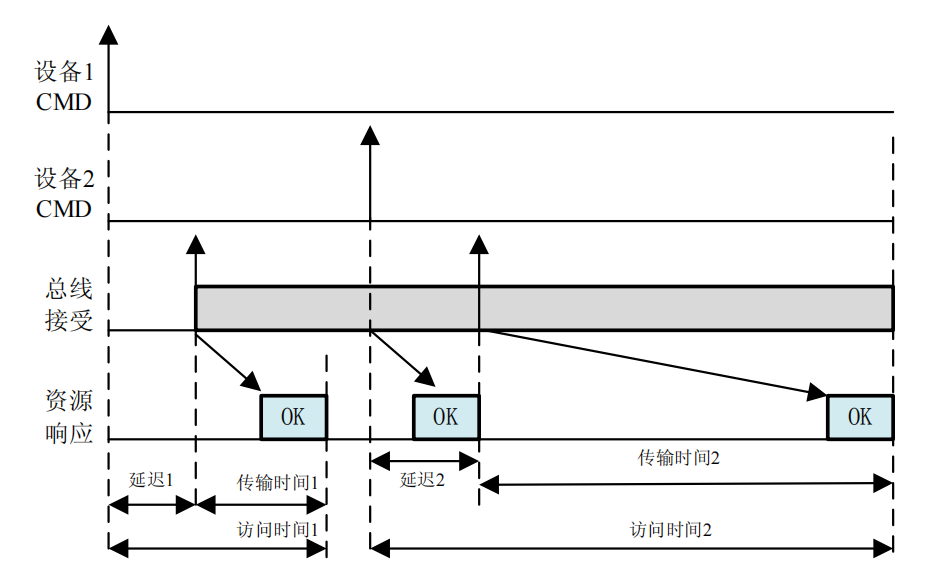 设备1
CMD
设备2
CMD
总线
接受
资源
响应
OK
OK
OK
延迟1
传输时间1
延迟2
传输时间2
访问时间1
访问时间2